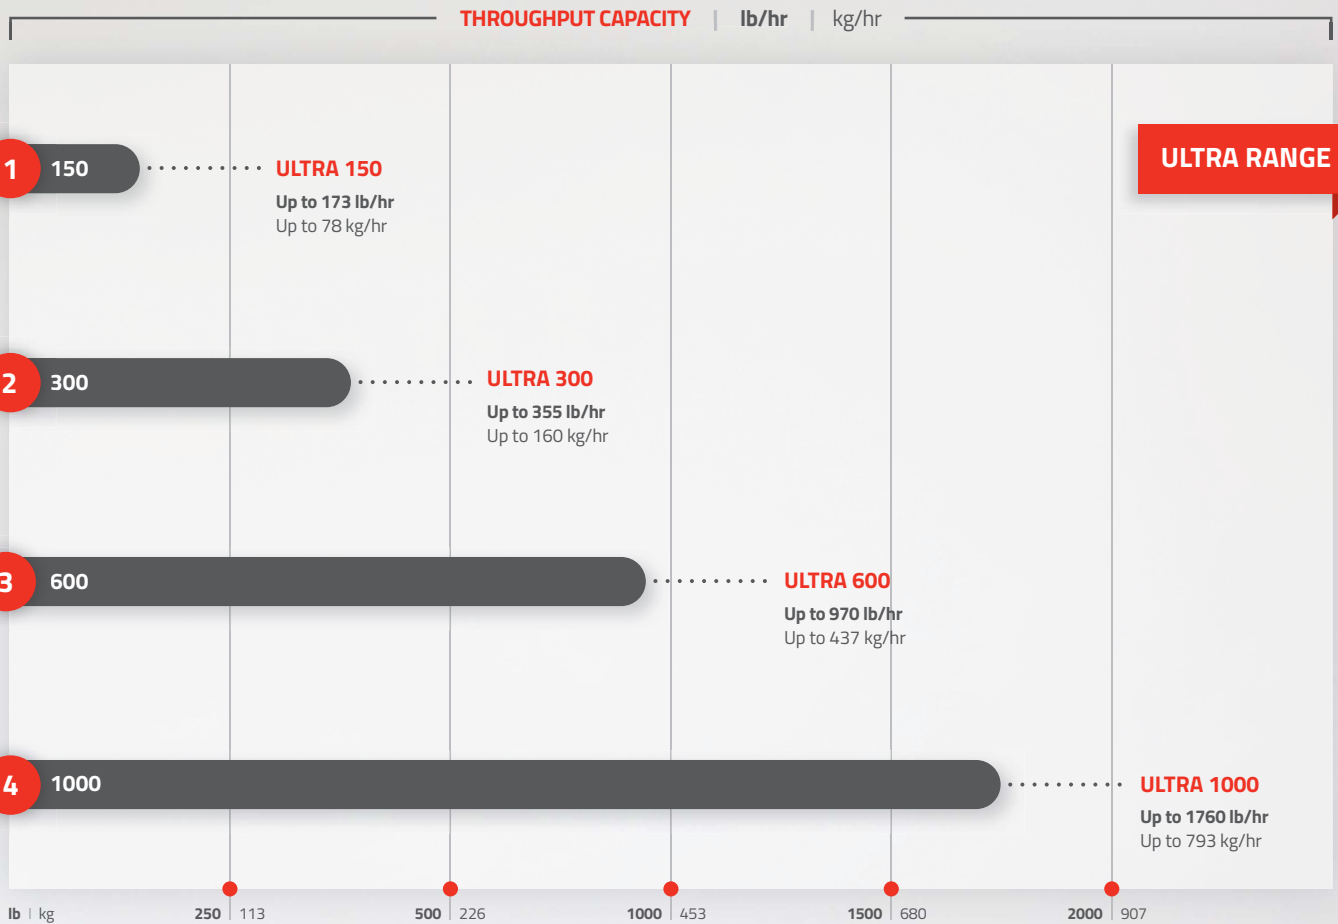 THROUGHPUT CAPACITY | lb/hr | kg/hr
ULTRA RANGE
1 150
ULTRA 150
Up to 173 lb/hr
Up to 78 kg/hr
2 300
ULTRA 300
Up to 355 lb/hr
Up to 160 kg/hr
3 600
ULTRA 600
Up to 970 lb/hr
Up to 437 kg/hr
4 1000
ULTRA 1000
Up to 1760 lb/hr
Up to 793 kg/hr
lb | kg 250 | 113 500 | 226 1000 | 453 1500 | 680 2000 | 907